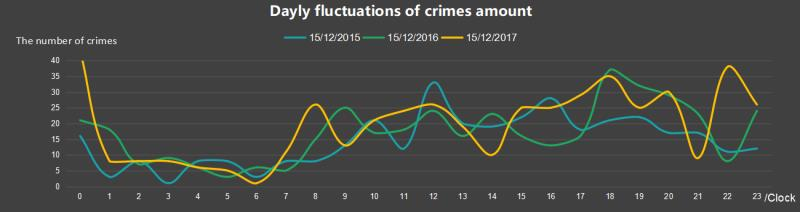 Dayly fluctuations of crimes amount
15/12/2015 15/12/2016 15/12/2017
The number of crimes
40
35
30
25
20
15
10
5
0
0 1 2 3 4 5 6 7 8 9 10 11 12 13 14 15 16 17 18 19 20 21 22 23 /Clock